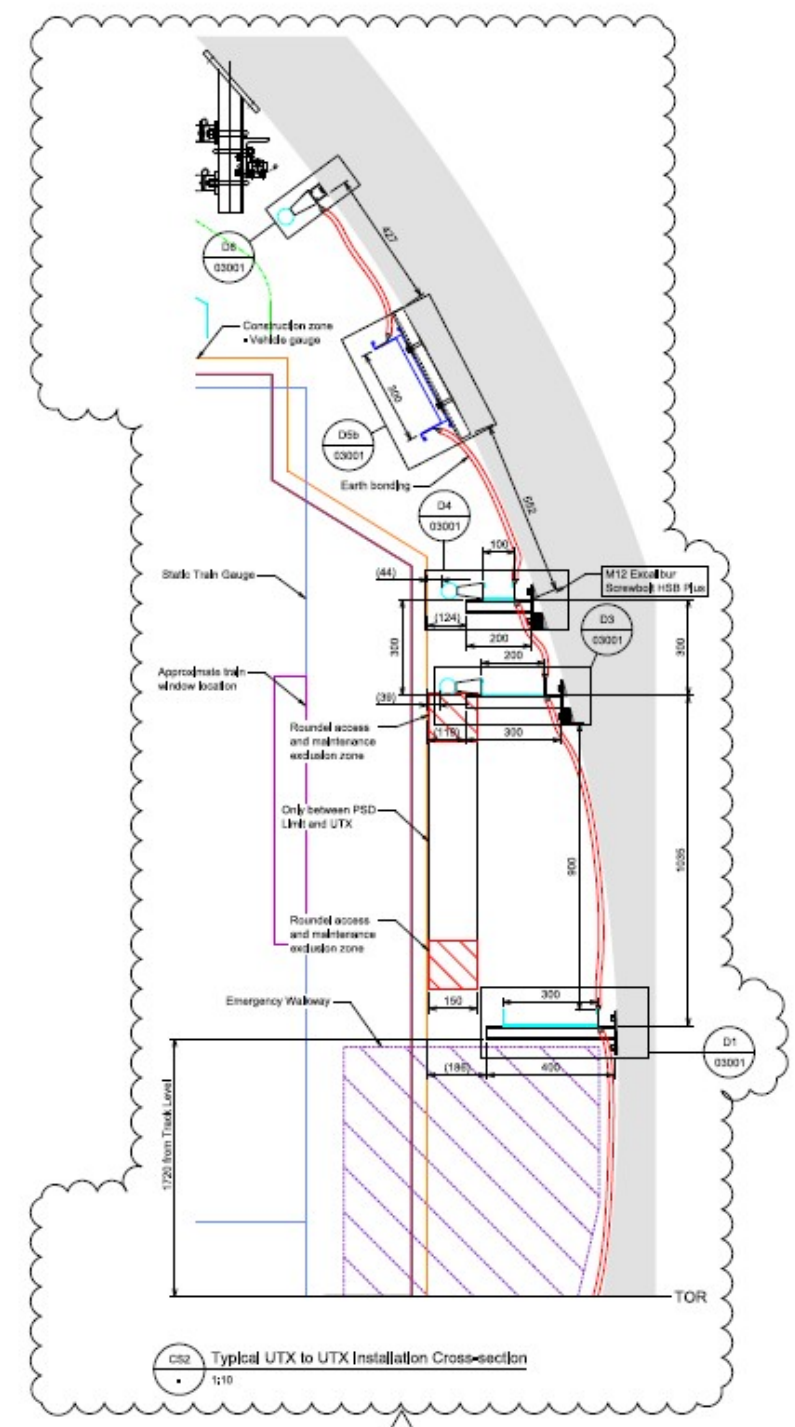 427
D6
03001
Construction zone
- Vehicle gauge
300
D5b
03001
Earth bonding
552
D4
03001
100
(44)
Static Train Gauge
M12 Excalibur
Screwbolt HSB Plus
(124)
200
D3
03001
300
200
300
Approximate train
window location
(39)
Roundel access
and maintenance
exclusion zone
300
Only between PSD
Limit and UTX
900
1035
Roundel access
and maintenance
exclusion zone
150
300
Emergency Walkway
D1
03001
(186)
400
1720 from Track Level
TOR
CS2
Typical UTX to UTX Installation Cross-section
1:10